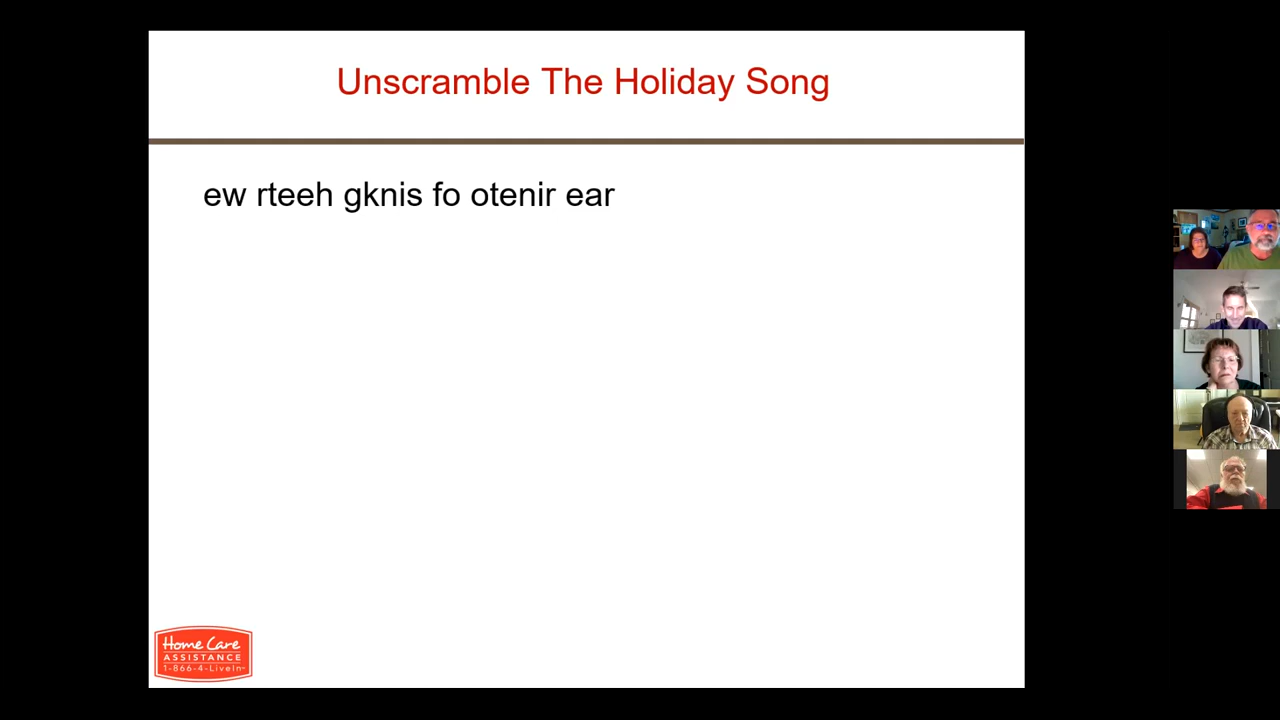 Unscramble The Holiday Song
ew rteeh gknis fo otenir ear
Home Care
ASSISTANCE
1-866-4-LiveIn